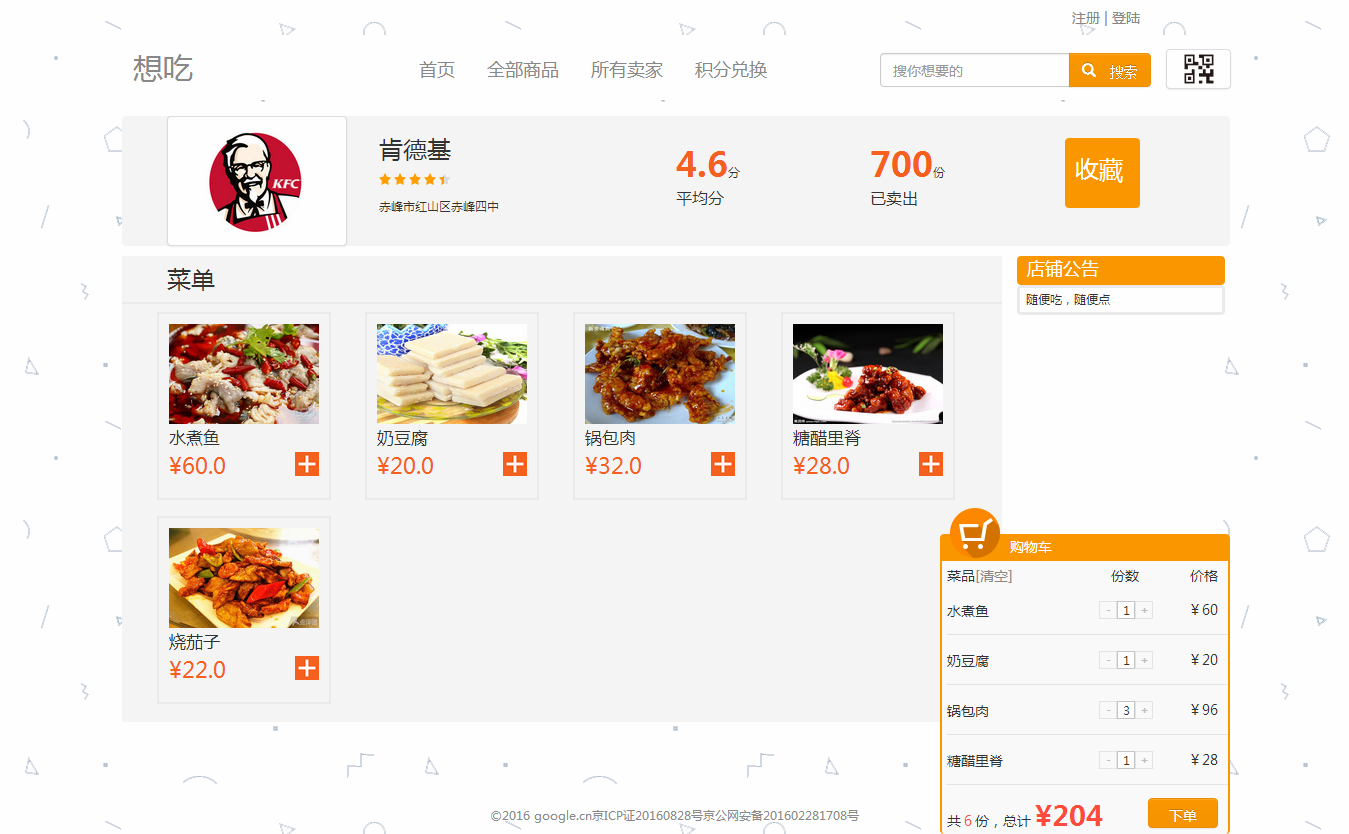 注册 | 登陆
想吃
首页 全部商品 所有卖家 积分兑换
搜你想要的 搜索
KFC
肯德基
赤峰市红山区赤峰四中
4.6分
平均分
700份
已卖出
收藏
菜单
店铺公告
随便吃，随便点
水煮鱼
¥60.0
奶豆腐
¥20.0
锅包肉
¥32.0
糖醋里脊
¥28.0
烧茄子
¥22.0
购物车
菜品[清空] 份数 价格
水煮鱼 - 1 + ¥ 60
奶豆腐 - 1 + ¥ 20
锅包肉 - 3 + ¥ 96
糖醋里脊 - 1 + ¥ 28
共 6 份，总计 ¥204 下单
©2016 google.cn京ICP证20160828号京公网安备201602281708号